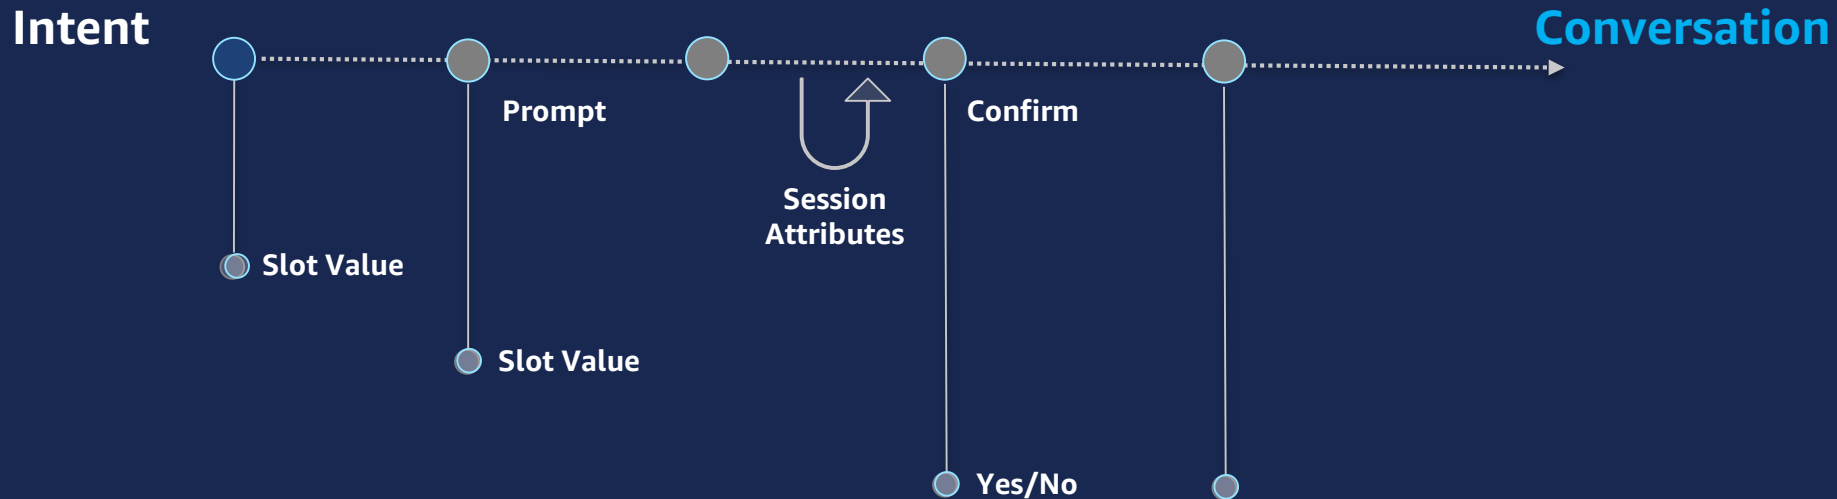 Intent
Conversation
Prompt
Confirm
Session
Attributes
Slot Value
Slot Value
Yes/No